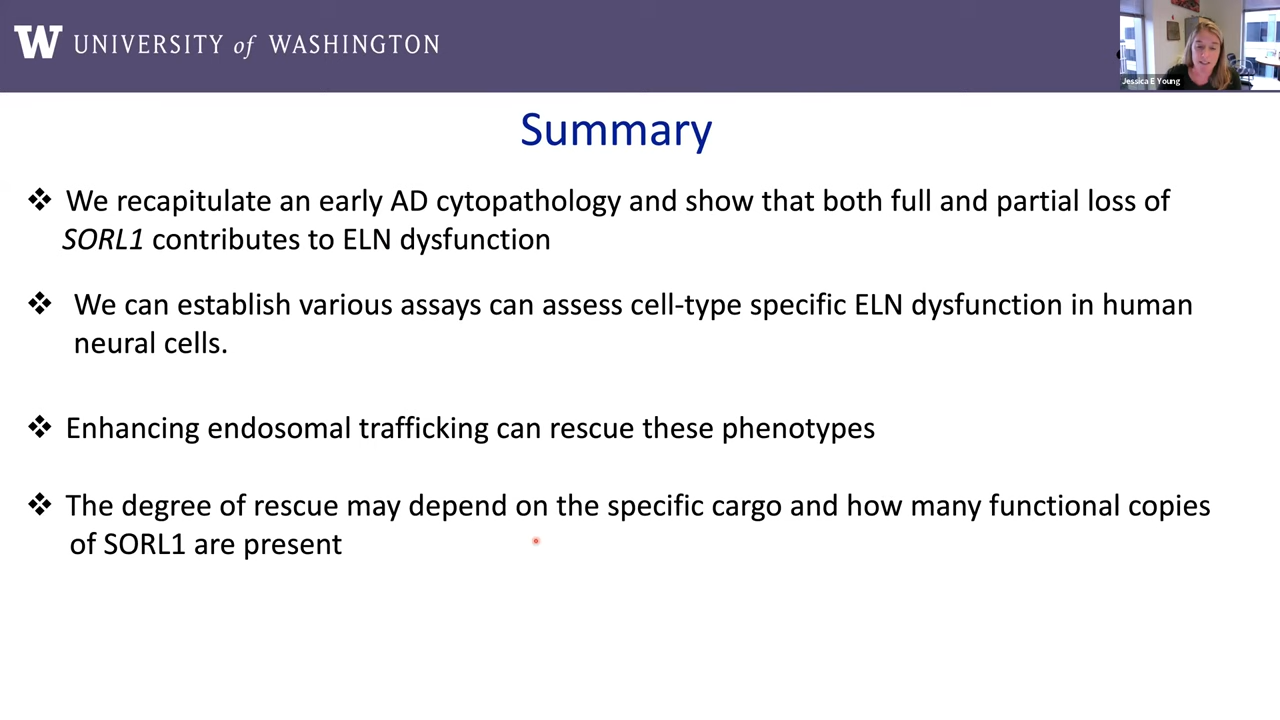 W UNIVERSITY of WASHINGTON
Jessica E Young
Summary
❖ We recapitulate an early AD cytopathology and show that both full and partial loss of
SORL1 contributes to ELN dysfunction
❖ We can establish various assays can assess cell-type specific ELN dysfunction in human
neural cells.
❖ Enhancing endosomal trafficking can rescue these phenotypes
❖ The degree of rescue may depend on the specific cargo and how many functional copies
of SORL1 are present